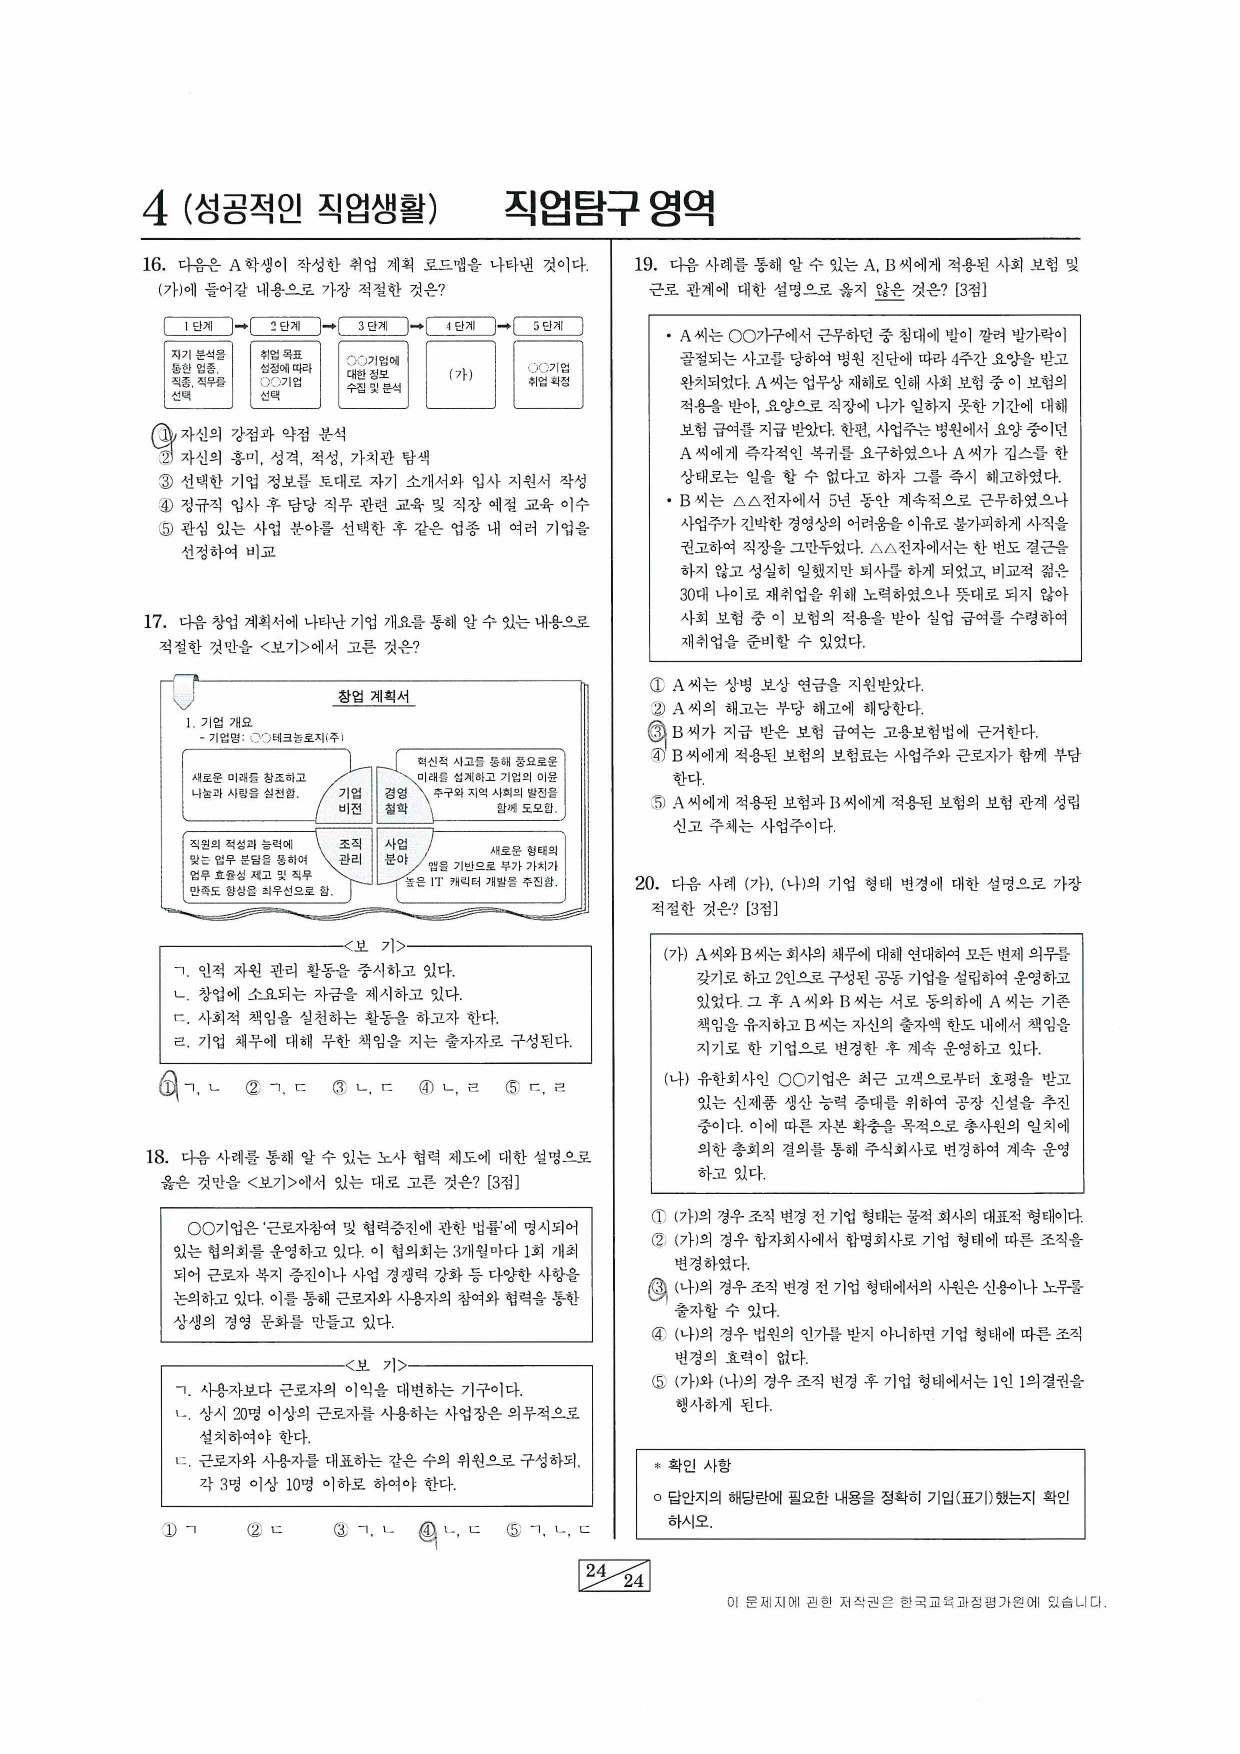 4 (성공적인 직업생활) 직업탐구 영역
16. 다음은 A학생이 작성한 취업 계획 로드맵을 나타낸 것이다.
(가)에 들어갈 내용으로 가장 적절한 것은?
1단계 ➡ 2단계 ➡ 3단계 ➡ 4단계 ➡ 5단계
자기 분석을
통한 업종,
직종, 직무를
선택
취업 목표
설정에 따라
○○기업
선택
○○기업에
대한 정보
수집 및 분석
(가)
○○기업
취업 확정
① 자신의 강점과 약점 분석
② 자신의 흥미, 성격, 적성, 가치관 탐색
③ 선택한 기업 정보를 토대로 자기 소개서와 입사 지원서 작성
④ 정규직 입사 후 담당 직무 관련 교육 및 직장 예절 교육 이수
⑤ 관심 있는 사업 분야를 선택한 후 같은 업종 내 여러 기업을
선정하여 비교
17. 다음 창업 계획서에 나타난 기업 개요를 통해 알 수 있는 내용으로
적절한 것만을 <보기>에서 고른 것은?
창업 계획서
1. 기업 개요
- 기업명: ○○테크놀로지(주)
새로운 미래를 창조하고
나눔과 사랑을 실천함.
기업
비전
경영
철학
혁신적 사고를 통해 풍요로운
미래를 설계하고 기업의 이윤
추구와 지역 사회의 발전을
함께 도모함.
직원의 적성과 능력에
맞는 업무 분담을 통하여
업무 효율성 제고 및 직무
만족도 향상을 최우선으로 함.
조직
관리
사업
분야
새로운 형태의
앱을 기반으로 부가 가치가
높은 IT 캐릭터 개발을 추진함.
<보 기>
ㄱ. 인적 자원 관리 활동을 중시하고 있다.
ㄴ. 창업에 소요되는 자금을 제시하고 있다.
ㄷ. 사회적 책임을 실천하는 활동을 하고자 한다.
ㄹ. 기업 채무에 대해 무한 책임을 지는 출자자로 구성된다.
① ㄱ, ㄴ ② ㄱ, ㄷ ③ ㄴ, ㄷ ④ ㄴ, ㄹ ⑤ ㄷ, ㄹ
18. 다음 사례를 통해 알 수 있는 노사 협력 제도에 대한 설명으로
옳은 것만을 <보기>에서 있는 대로 고른 것은? [3점]
○○기업은 '근로자참여 및 협력증진에 관한 법률'에 명시되어
있는 협의회를 운영하고 있다. 이 협의회는 3개월마다 1회 개최
되어 근로자 복지 증진이나 사업 경쟁력 강화 등 다양한 사항을
논의하고 있다. 이를 통해 근로자와 사용자의 참여와 협력을 통한
상생의 경영 문화를 만들고 있다.
<보 기>
ㄱ. 사용자보다 근로자의 이익을 대변하는 기구이다.
ㄴ. 상시 20명 이상의 근로자를 사용하는 사업장은 의무적으로
설치하여야 한다.
ㄷ. 근로자와 사용자를 대표하는 같은 수의 위원으로 구성하되,
각 3명 이상 10명 이하로 하여야 한다.
① ㄱ ② ㄷ ③ ㄱ, ㄴ ④ ㄴ, ㄷ ⑤ ㄱ, ㄴ, ㄷ
19. 다음 사례를 통해 알 수 있는 A, B씨에게 적용된 사회 보험 및
근로 관계에 대한 설명으로 옳지 않은 것은? [3점]
• A씨는 ○○가구에서 근무하던 중 침대에 발이 깔려 발가락이
골절되는 사고를 당하여 병원 진단에 따라 4주간 요양을 받고
완치되었다. A씨는 업무상 재해로 인해 사회 보험 중 이 보험의
적용을 받아, 요양으로 직장에 나가 일하지 못한 기간에 대해
보험 급여를 지급 받았다. 한편, 사업주는 병원에서 요양 중이던
A씨에게 즉각적인 복귀를 요구하였으나 A씨가 깁스를 한
상태로는 일을 할 수 없다고 하자 그를 즉시 해고하였다.
• B씨는 △△전자에서 5년 동안 계속적으로 근무하였으나
사업주가 긴박한 경영상의 어려움을 이유로 불가피하게 사직을
권고하여 직장을 그만두었다. △△전자에서는 한 번도 결근을
하지 않고 성실히 일했지만 퇴사를 하게 되었고, 비교적 젊은
30대 나이로 재취업을 위해 노력하였으나 뜻대로 되지 않아
사회 보험 중 이 보험의 적용을 받아 실업 급여를 수령하여
재취업을 준비할 수 있었다.
① A씨는 상병 보상 연금을 지원받았다.
② A씨의 해고는 부당 해고에 해당한다.
③ B씨가 지급 받은 보험 급여는 고용보험법에 근거한다.
④ B씨에게 적용된 보험의 보험료는 사업주와 근로자가 함께 부담
한다.
⑤ A씨에게 적용된 보험과 B씨에게 적용된 보험의 보험 관계 성립
신고 주체는 사업주이다.
20. 다음 사례 (가), (나)의 기업 형태 변경에 대한 설명으로 가장
적절한 것은? [3점]
(가) A씨와 B씨는 회사의 채무에 대해 연대하여 모든 변제 의무를
갖기로 하고 2인으로 구성된 공동 기업을 설립하여 운영하고
있었다. 그 후 A씨와 B씨는 서로 동의하에 A씨는 기존
책임을 유지하고 B씨는 자신의 출자액 한도 내에서 책임을
지기로 한 기업으로 변경한 후 계속 운영하고 있다.
(나) 유한회사인 ○○기업은 최근 고객으로부터 호평을 받고
있는 신제품 생산 능력 증대를 위하여 공장 신설을 추진
중이다. 이에 따른 자본 확충을 목적으로 총사원의 일치에
의한 총회의 결의를 통해 주식회사로 변경하여 계속 운영
하고 있다.
① (가)의 경우 조직 변경 전 기업 형태는 물적 회사의 대표적 형태이다.
② (가)의 경우 합자회사에서 합명회사로 기업 형태에 따른 조직을
변경하였다.
③ (나)의 경우 조직 변경 전 기업 형태에서의 사원은 신용이나 노무를
출자할 수 있다.
④ (나)의 경우 법원의 인가를 받지 아니하면 기업 형태에 따른 조직
변경의 효력이 없다.
⑤ (가)와 (나)의 경우 조직 변경 후 기업 형태에서는 1인 1의결권을
행사하게 된다.
* 확인 사항
○ 답안지의 해당란에 필요한 내용을 정확히 기입(표기)했는지 확인
하시오.
24/24
이 문제지에 관한 저작권은 한국교육과정평가원에 있습니다.